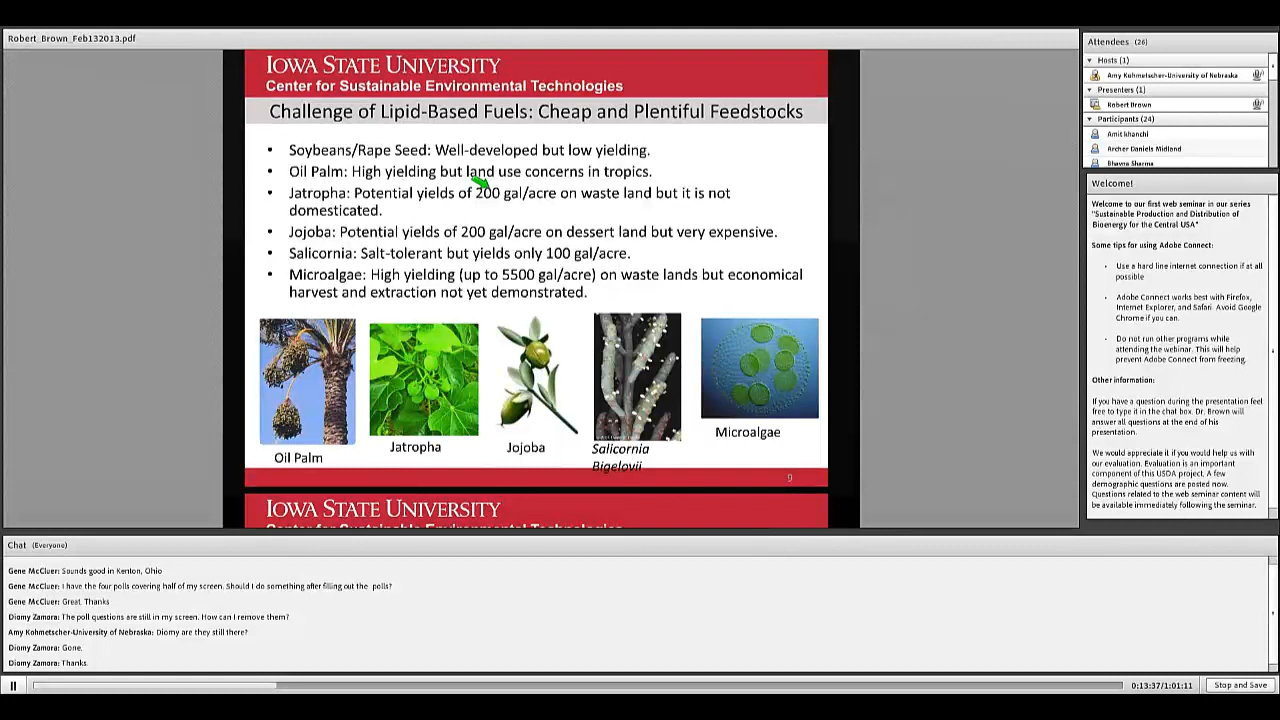 Robert_Brown_Feb132013.pdf
IOWA STATE UNIVERSITY
Center for Sustainable Environmental Technologies
Challenge of Lipid-Based Fuels: Cheap and Plentiful Feedstocks
• Soybeans/Rape Seed: Well-developed but low yielding.
• Oil Palm: High yielding but land use concerns in tropics.
• Jatropha: Potential yields of 200 gal/acre on waste land but it is not
domesticated.
• Jojoba: Potential yields of 200 gal/acre on dessert land but very expensive.
• Salicornia: Salt-tolerant but yields only 100 gal/acre.
• Microalgae: High yielding (up to 5500 gal/acre) on waste lands but economical
harvest and extraction not yet demonstrated.
Oil Palm
Jatropha
Jojoba
Salicornia
Bigelovii
Microalgae
9
IOWA STATE UNIVERSITY
Center for Sustainable Environmental Technologies
Attendees (26)
Hosts (1)
Amy Kohmetscher-University of Nebraska
Presenters (1)
Robert Brown
Participants (24)
Amit khanchi
Archer Daniels Midland
Bhavna Sharma
Welcome!
Welcome to our first web seminar in our series
"Sustainable Production and Distribution of
Bioenergy for the Central USA"
Some tips for using Adobe Connect:
• Use a hard line internet connection if at all
possible
• Adobe Connect works best with Firefox,
Internet Explorer, and Safari. Avoid Google
Chrome if you can.
• Do not run other programs while
attending the webinar. This will help
prevent Adobe Connect from freezing.
Other information:
If you have a question during the presentation feel
free to type it in the chat box. Dr. Brown will
answer all questions at the end of his
presentation.
We would appreciate it if you would help us with
our evaluation. Evaluation is an important
component of this USDA project. A few
demographic questions are posted now.
Questions related to the web seminar content will
be available immediately following the seminar.
Chat (Everyone)
Gene McCluer: Sounds good in Kenton, Ohio
Gene McCluer: I have the four polls covering half of my screen. Should I do something after filling out the polls?
Gene McCluer: Great. Thanks
Diomy Zamora: The poll questions are still in my screen. How can I remove them?
Amy Kohmetscher-University of Nebraska: Diomy are they still there?
Diomy Zamora: Gone.
Diomy Zamora: Thanks.
0:13:37/1:01:11
Stop and Save